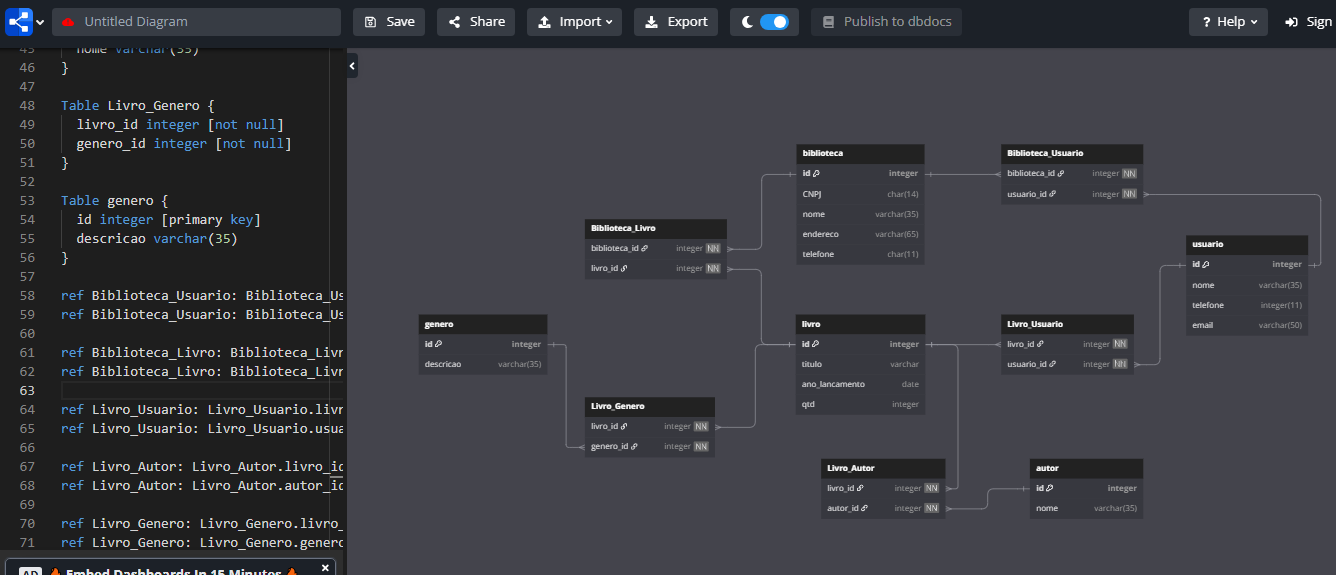 Untitled Diagram
Save
Share
Import
Export
Publish to dbdocs
? Help
Sign
45 nome varchar(35)
46 }
47
48 Table Livro_Genero {
49 livro_id integer [not null]
50 genero_id integer [not null]
51 }
52
53 Table genero {
54 id integer [primary key]
55 descricao varchar(35)
56 }
57
58 ref Biblioteca_Usuario: Biblioteca_Us
59 ref Biblioteca_Usuario: Biblioteca_Us
60
61 ref Biblioteca_Livro: Biblioteca_Livr
62 ref Biblioteca_Livro: Biblioteca_Livr
63
64 ref Livro_Usuario: Livro_Usuario.livr
65 ref Livro_Usuario: Livro_Usuario.usua
66
67 ref Livro_Autor: Livro_Autor.livro_id
68 ref Livro_Autor: Livro_Autor.autor_id
69
70 ref Livro_Genero: Livro_Genero.livro_
71 ref Livro_Genero: Livro_Genero.genero
AD Embed Dashboards In 15 Minutes
biblioteca
id integer
CNPJ char(14)
nome varchar(35)
endereco varchar(65)
telefone char(11)
Biblioteca_Usuario
biblioteca_id integer NN
usuario_id integer NN
Biblioteca_Livro
biblioteca_id integer NN
livro_id integer NN
usuario
id integer
nome varchar(35)
telefone integer(11)
email varchar(50)
genero
id integer
descricao varchar(35)
livro
id integer
titulo varchar
ano_lancamento date
qtd integer
Livro_Usuario
livro_id integer NN
usuario_id integer NN
Livro_Genero
livro_id integer NN
genero_id integer NN
Livro_Autor
livro_id integer NN
autor_id integer NN
autor
id integer
nome varchar(35)